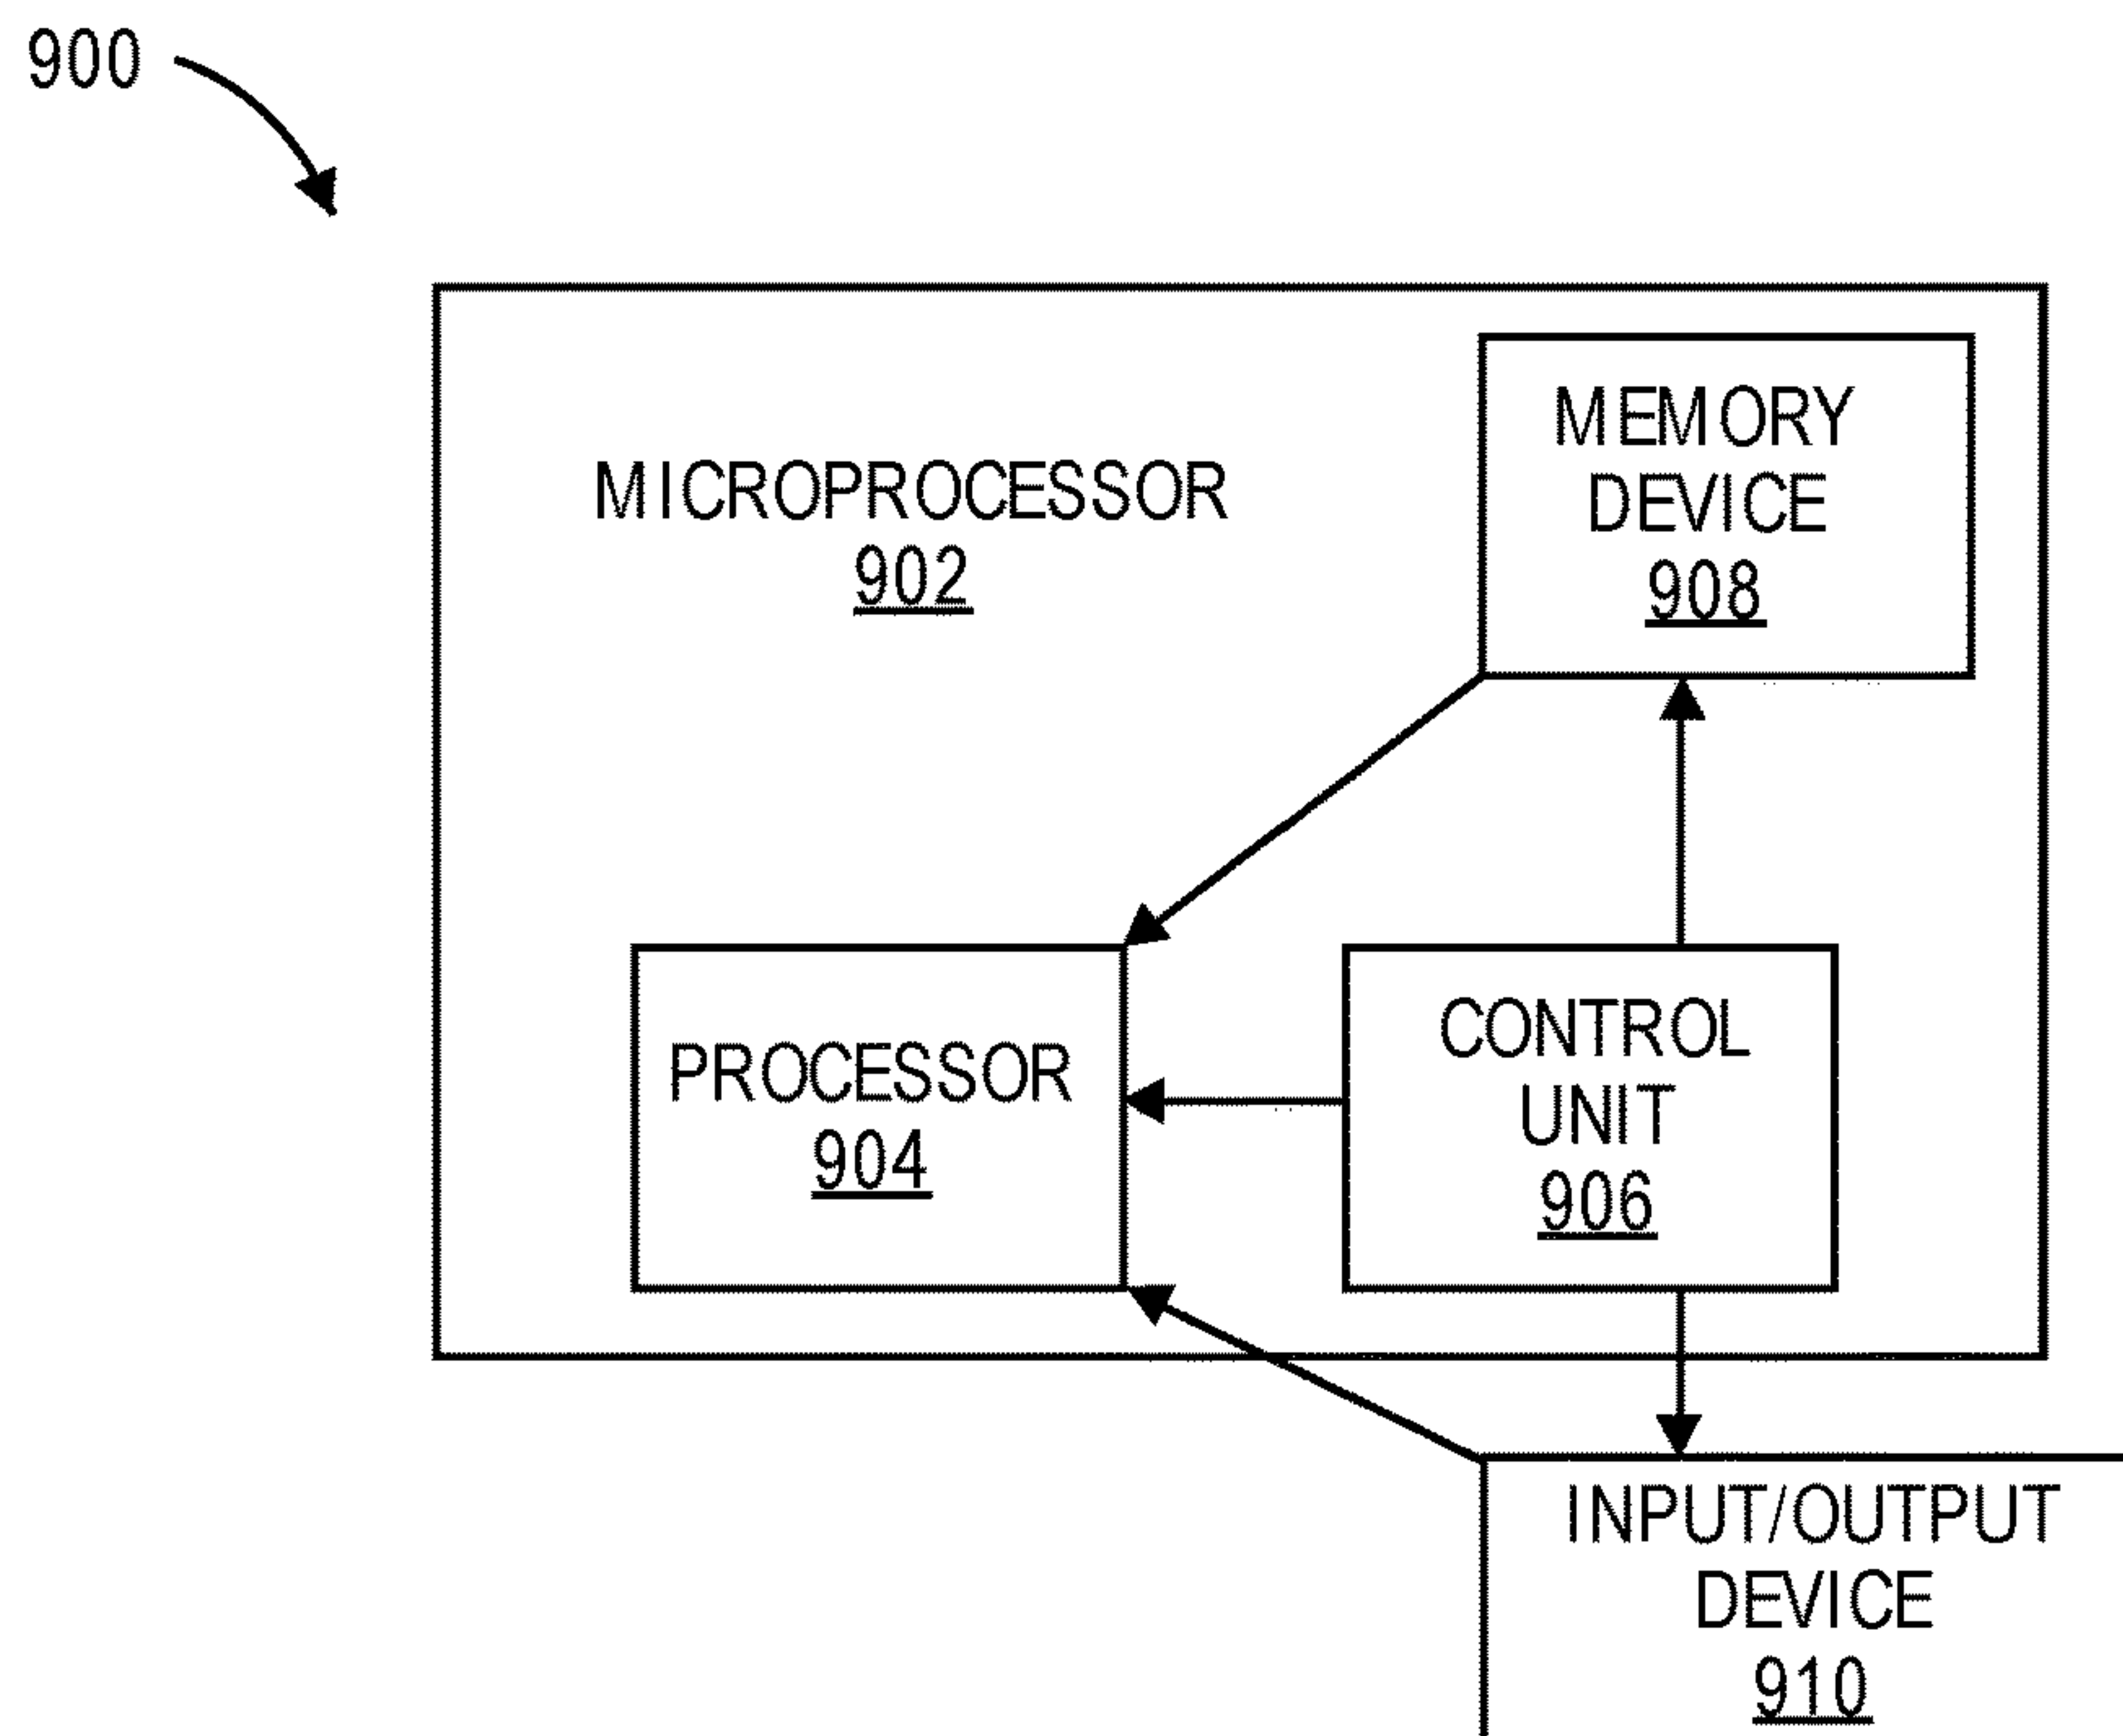 900
MICROPROCESSOR
902
MEMORY
DEVICE
908
PROCESSOR
904
CONTROL
UNIT
906
INPUT/OUTPUT
DEVICE
910